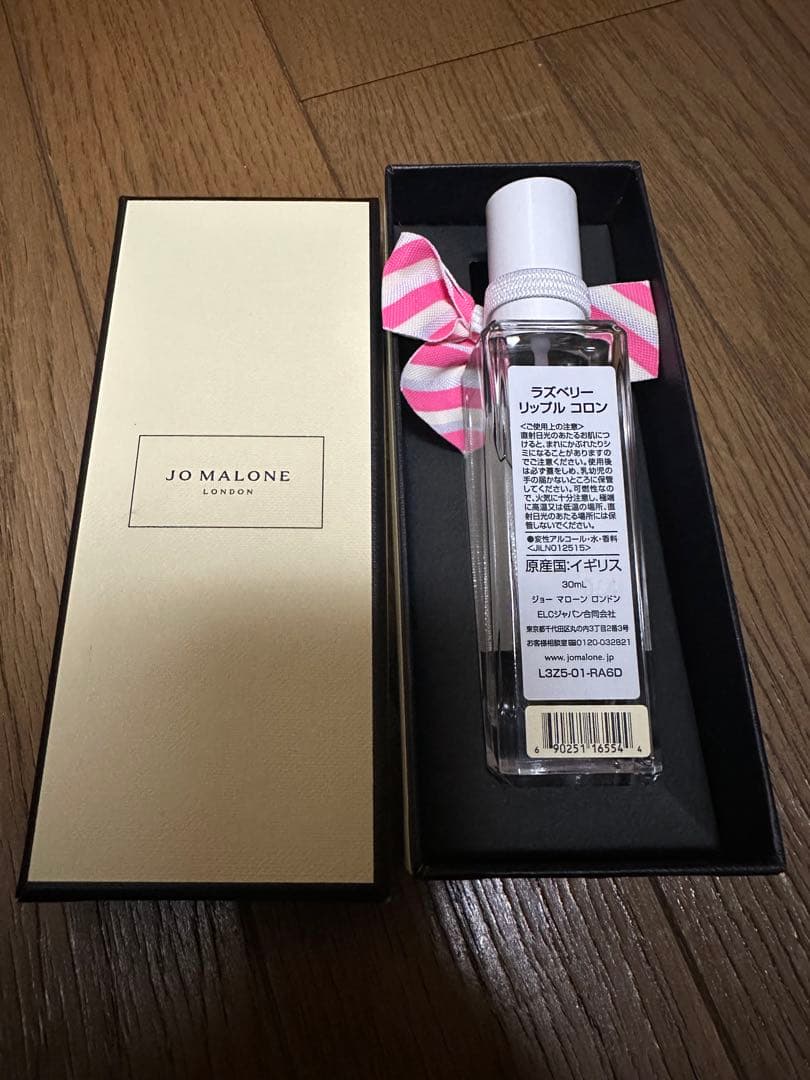 JO MALONE
LONDON
ラズベリー
リップル コロン
<ご使用上の注意>
直射日光のあたるお肌につ
けると、まれにかぶれたりシ
ミになることがありますの
でご注意ください。使用後
は必ず蓋をしめ、乳幼児の
手の届かないところに保管
してください。可燃性なの
で、火気に十分注意し、極端
に高温又は低温の場所、直
射日光のあたる場所には保
管しないでください。
●変性アルコール・水・香料
<JILN012515>
原産国:イギリス
30mL
ジョー マローン ロンドン
ELCジャパン合同会社
東京都千代田区丸の内3丁目2番3号
お客様相談室☎0120-032821
www.jomalone.jp
L3Z5-01-RA6D
6 90251 16554 4